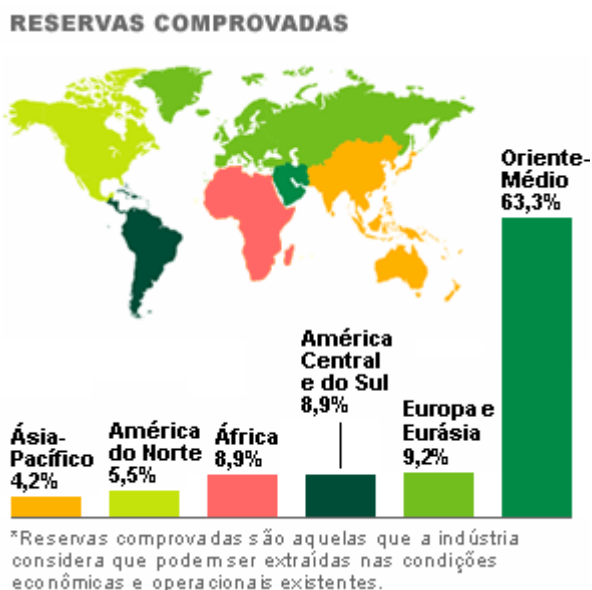 RESERVAS COMPROVADAS
Oriente-
Médio
63,3%
América
Central
e do Sul
8,9%
Europa e
Eurásia
9,2%
África
8,9%
América
do Norte
5,5%
Ásia-
Pacífico
4,2%
*Reservas comprovadas são aquelas que a indústria
considera que podem ser extraídas nas condições
econômicas e operacionais existentes.